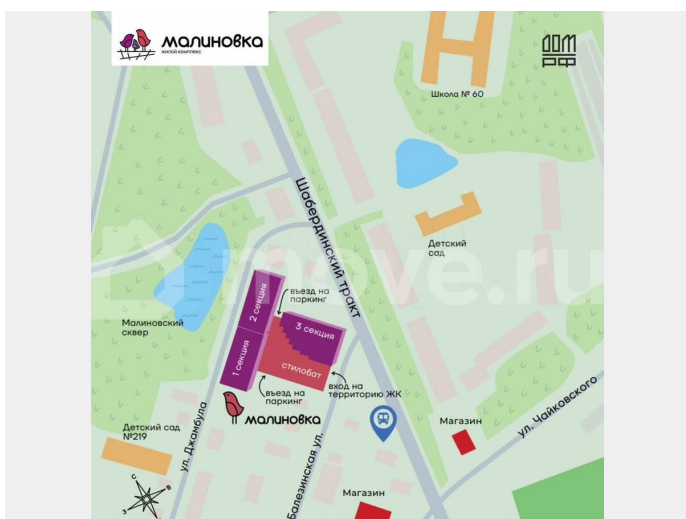 малиновка
жилой комплекс
ДОМ
РФ
Школа № 60
Шабердинский тракт
Детский
сад
move.ru
въезд на
паркинг
2 секция
3 секция
Малиновский
сквер
1 секция
стилобат
въезд на
паркинг
вход на
территорию ЖК
малиновка
Детский сад
№219
ул. Джамбула
Балезинская ул.
Магазин
ул. Чайковского
Магазин
С
В
З